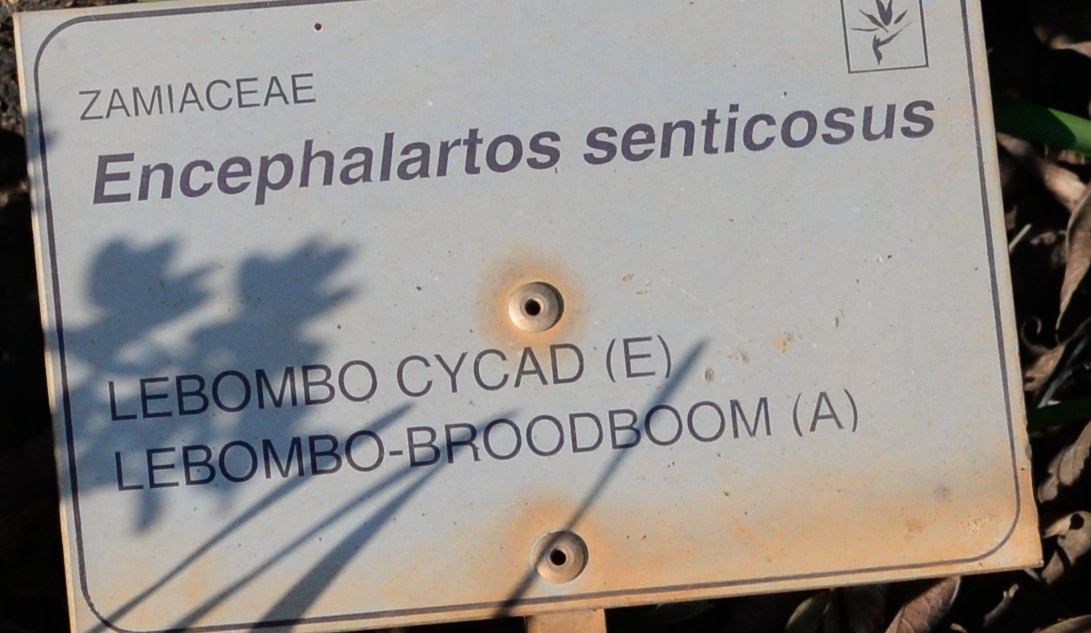 ZAMIACEAE
Encephalartos senticosus
LEBOMBO CYCAD (E)
LEBOMBO-BROODBOOM (A)